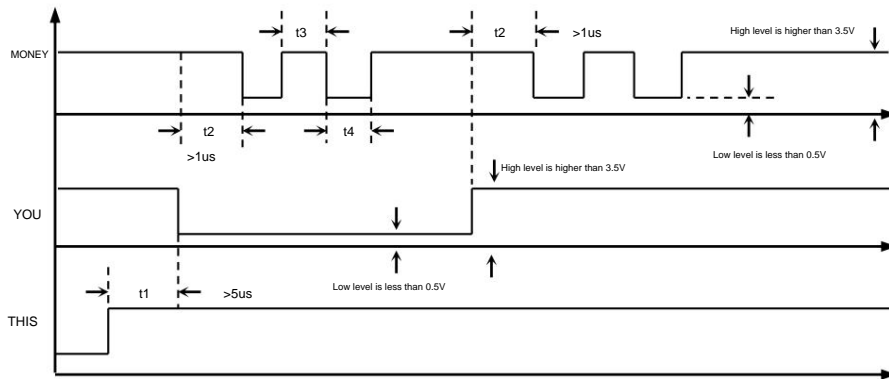 t3
t2
>1us
High level is higher than 3.5V
MONEY
t2
t4
>1us
Low level is less than 0.5V
High level is higher than 3.5V
YOU
Low level is less than 0.5V
t1
>5us
THIS